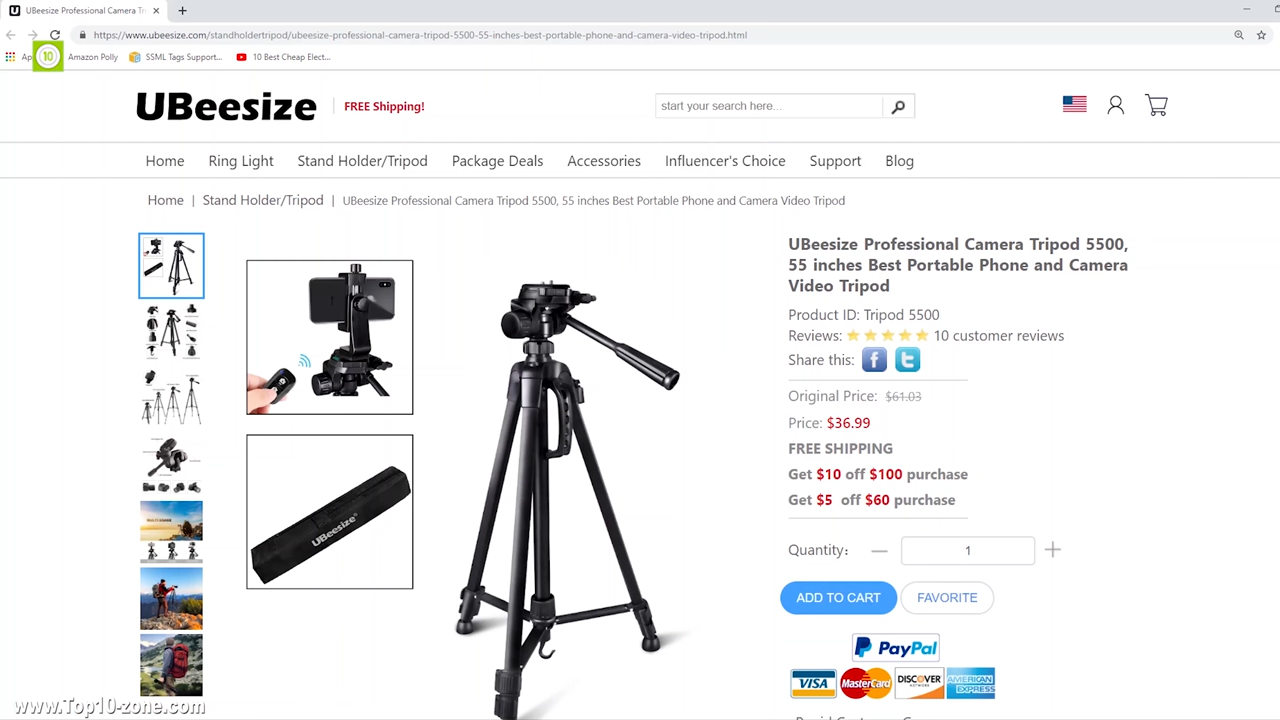 UBeesize Professional Camera Tr
https://www.ubeesize.com/standholdertripod/ubeesize-professional-camera-tripod-5500-55-inches-best-portable-phone-and-camera-video-tripod.html
Ap
10
Amazon Polly
SSML Tags Support...
10 Best Cheap Elect...
UBeesize
FREE Shipping!
start your search here...
Home
Ring Light
Stand Holder/Tripod
Package Deals
Accessories
Influencer's Choice
Support
Blog
Home | Stand Holder/Tripod | UBeesize Professional Camera Tripod 5500, 55 inches Best Portable Phone and Camera Video Tripod
UBeesize®
UBeesize Professional Camera Tripod 5500,
55 inches Best Portable Phone and Camera
Video Tripod
Product ID: Tripod 5500
Reviews: 10 customer reviews
Share this:
Original Price: $61.03
Price: $36.99
FREE SHIPPING
Get $10 off $100 purchase
Get $5 off $60 purchase
Quantity: 1
ADD TO CART
FAVORITE
PayPal
VISA
MasterCard
DISCOVER
NETWORK
AMERICAN
EXPRESS
www.Top10-zone.com